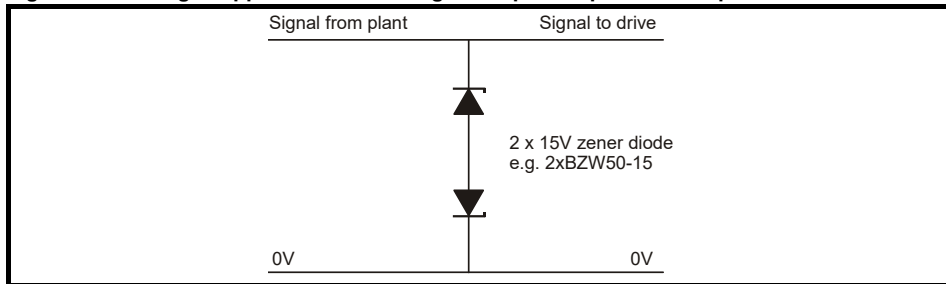 Signal from plant Signal to drive
2 x 15V zener diode
e.g. 2xBZW50-15
0V 0V